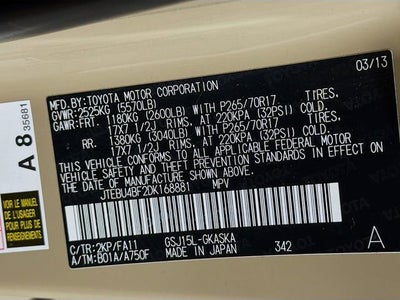 MFD.BY:TOYOTA MOTOR CORPORATION 03/13
GVWR:2525KG (5570LB)
GAWR:FRT. 1180KG (2600LB) WITH P265/70R17 TIRES,
17X7 1/2J RIMS, AT 220KPA (32PSI) COLD.
RR. 1380KG (3040LB) WITH P265/70R17 TIRES,
17X7 1/2J RIMS, AT 220KPA (32PSI) COLD.
THIS VEHICLE CONFORMS TO ALL APPLICABLE FEDERAL MOTOR
VEHICLE SAFETY AND THEFT PREVENTION STANDARDS IN EFFECT
ON THE DATE OF MANUFACTURE SHOWN ABOVE.
JTEBU4BF2DK168881 MPV
C/TR:2KP/FA11 GSJ15L-GKASKA 342 A
A/TM:B01A/A750F MADE IN JAPAN
A 8 35681
DE L'USAGER
POUR PLUS DE
RENSEIGNEMENTS